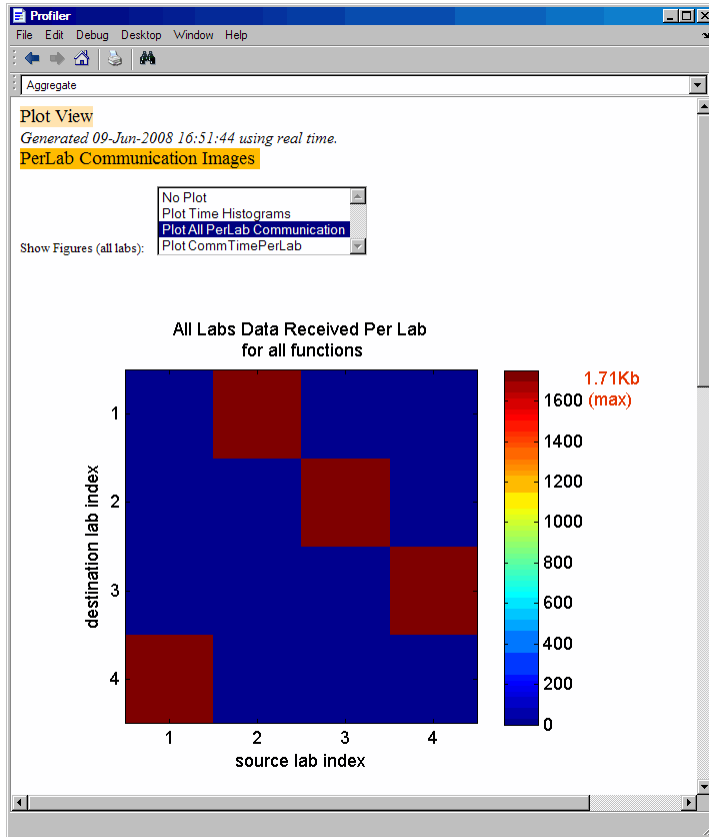 Profiler
File Edit Debug Desktop Window Help
Aggregate
Plot View
Generated 09-Jun-2008 16:51:44 using real time.
PerLab Communication Images
No Plot
Plot Time Histograms
Plot All PerLab Communication
Show Figures (all labs): Plot CommTimePerLab
All Labs Data Received Per Lab
for all functions
1.71Kb
(max)
1600
1400
1200
1000
800
600
400
200
0
destination lab index
1
2
3
4
1 2 3 4
source lab index